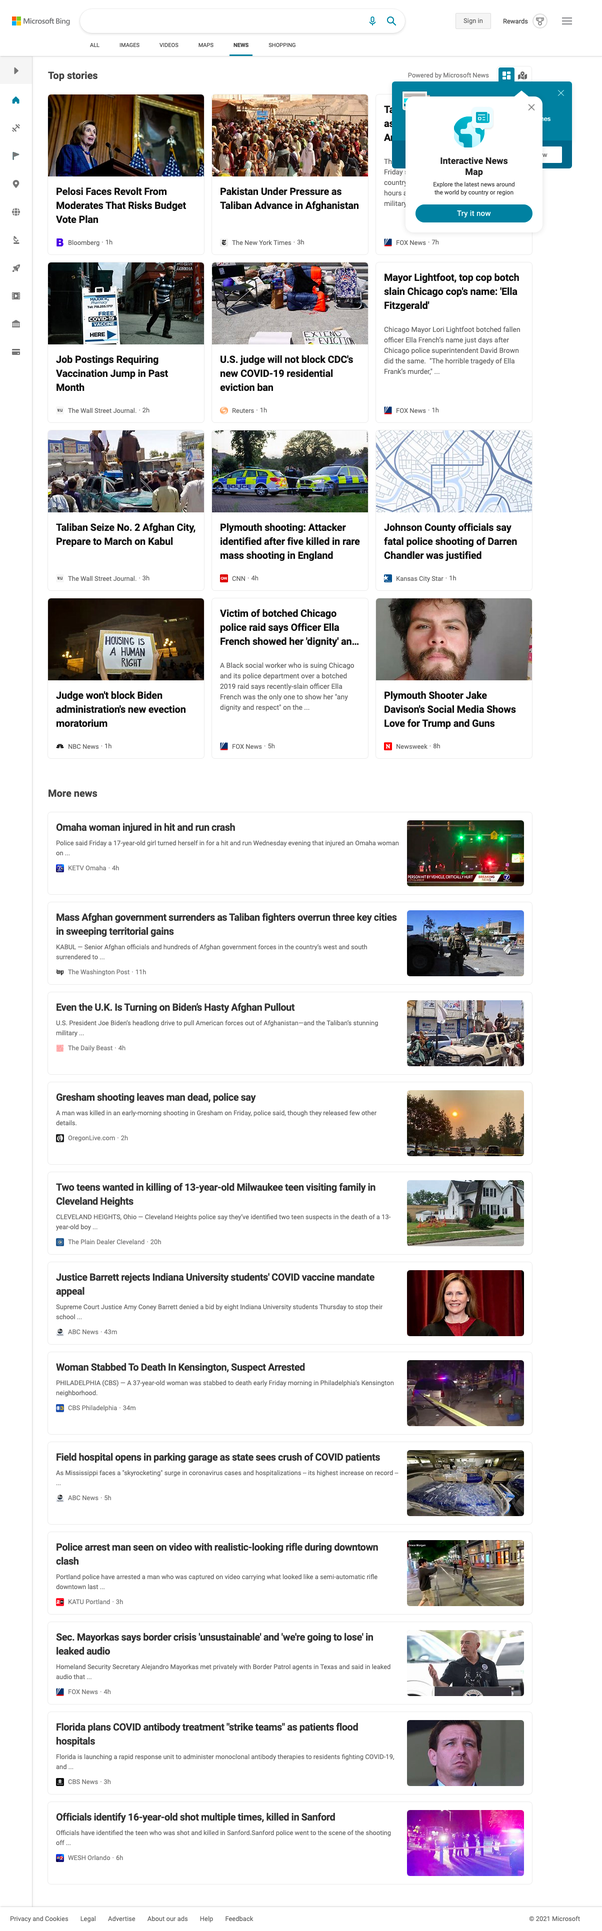 Microsoft Bing
Sign in
Rewards
ALL
IMAGES
VIDEOS
MAPS
NEWS
SHOPPING
Top stories
Powered by Microsoft News
Interactive News
Map
Explore the latest news around
the world by country or region
Try it now
Pelosi Faces Revolt From
Moderates That Risks Budget
Vote Plan
Bloomberg · 1h
Pakistan Under Pressure as
Taliban Advance in Afghanistan
The New York Times · 3h
Friday
country
hours a
military
FOX News · 7h
MAJOR
FREE
COVID-19
VACCINE
HERE
Job Postings Requiring
Vaccination Jump in Past
Month
The Wall Street Journal. · 2h
EXTEND
EVICTION
U.S. judge will not block CDC's
new COVID-19 residential
eviction ban
Reuters · 1h
Mayor Lightfoot, top cop botch
slain Chicago cop's name: 'Ella
Fitzgerald'
Chicago Mayor Lori Lightfoot botched fallen
officer Ella French's name just days after
Chicago police superintendent David Brown
did the same. "The horrible tragedy of Ella
Frank's murder," ...
FOX News · 1h
Taliban Seize No. 2 Afghan City,
Prepare to March on Kabul
The Wall Street Journal. · 3h
POLICE
Plymouth shooting: Attacker
identified after five killed in rare
mass shooting in England
CNN · 4h
Johnson County officials say
fatal police shooting of Darren
Chandler was justified
Kansas City Star · 1h
HOUSING IS
A HUMAN
RIGHT
Judge won't block Biden
administration's new evection
moratorium
NBC News · 1h
Victim of botched Chicago
police raid says Officer Ella
French showed her 'dignity' an...
A Black social worker who is suing Chicago
and its police department over a botched
2019 raid says recently-slain officer Ella
French was the only one to show her "any
dignity and respect" on the ...
FOX News · 5h
Plymouth Shooter Jake
Davison's Social Media Shows
Love for Trump and Guns
Newsweek · 8h
More news
Omaha woman injured in hit and run crash
Police said Friday a 17-year-old girl turned herself in for a hit and run Wednesday evening that injured an Omaha woman
on ...
KETV Omaha · 4h
PERSON HIT BY VEHICLE, CRITICALLY HURT
Mass Afghan government surrenders as Taliban fighters overrun three key cities
in sweeping territorial gains
KABUL — Senior Afghan officials and hundreds of Afghan government forces in the country's west and south
surrendered to ...
The Washington Post · 11h
Even the U.K. Is Turning on Biden's Hasty Afghan Pullout
U.S. President Joe Biden's headlong drive to pull American forces out of Afghanistan—and the Taliban's stunning
military ...
The Daily Beast · 4h
Gresham shooting leaves man dead, police say
A man was killed in an early-morning shooting in Gresham on Friday, police said, though they released few other
details.
OregonLive.com · 2h
Two teens wanted in killing of 13-year-old Milwaukee teen visiting family in
Cleveland Heights
CLEVELAND HEIGHTS, Ohio — Cleveland Heights police say they've identified two teen suspects in the death of a 13-
year-old boy ...
The Plain Dealer Cleveland · 20h
Justice Barrett rejects Indiana University students' COVID vaccine mandate
appeal
Supreme Court Justice Amy Coney Barrett denied a bid by eight Indiana University students Thursday to stop their
school ...
ABC News · 43m
Woman Stabbed To Death In Kensington, Suspect Arrested
PHILADELPHIA (CBS) — A 37-year-old woman was stabbed to death early Friday morning in Philadelphia's Kensington
neighborhood.
CBS Philadelphia · 34m
Field hospital opens in parking garage as state sees crush of COVID patients
As Mississippi faces a "skyrocketing" surge in coronavirus cases and hospitalizations – its highest increase on record –
...
ABC News · 5h
Police arrest man seen on video with realistic-looking rifle during downtown
clash
Portland police have arrested a man who was captured on video carrying what looked like a semi-automatic rifle
downtown last ...
KATU Portland · 3h
Sec. Mayorkas says border crisis 'unsustainable' and 'we're going to lose' in
leaked audio
Homeland Security Secretary Alejandro Mayorkas met privately with Border Patrol agents in Texas and said in leaked
audio that ...
FOX News · 4h
Florida plans COVID antibody treatment "strike teams" as patients flood
hospitals
Florida is launching a rapid response unit to administer monoclonal antibody therapies to residents fighting COVID-19,
and ...
CBS News · 3h
Officials identify 16-year-old shot multiple times, killed in Sanford
Officials have identified the teen who was shot and killed in Sanford.Sanford police went to the scene of the shooting
off ...
WESH Orlando · 6h
Privacy and Cookies
Legal
Advertise
About our ads
Help
Feedback
© 2021 Microsoft